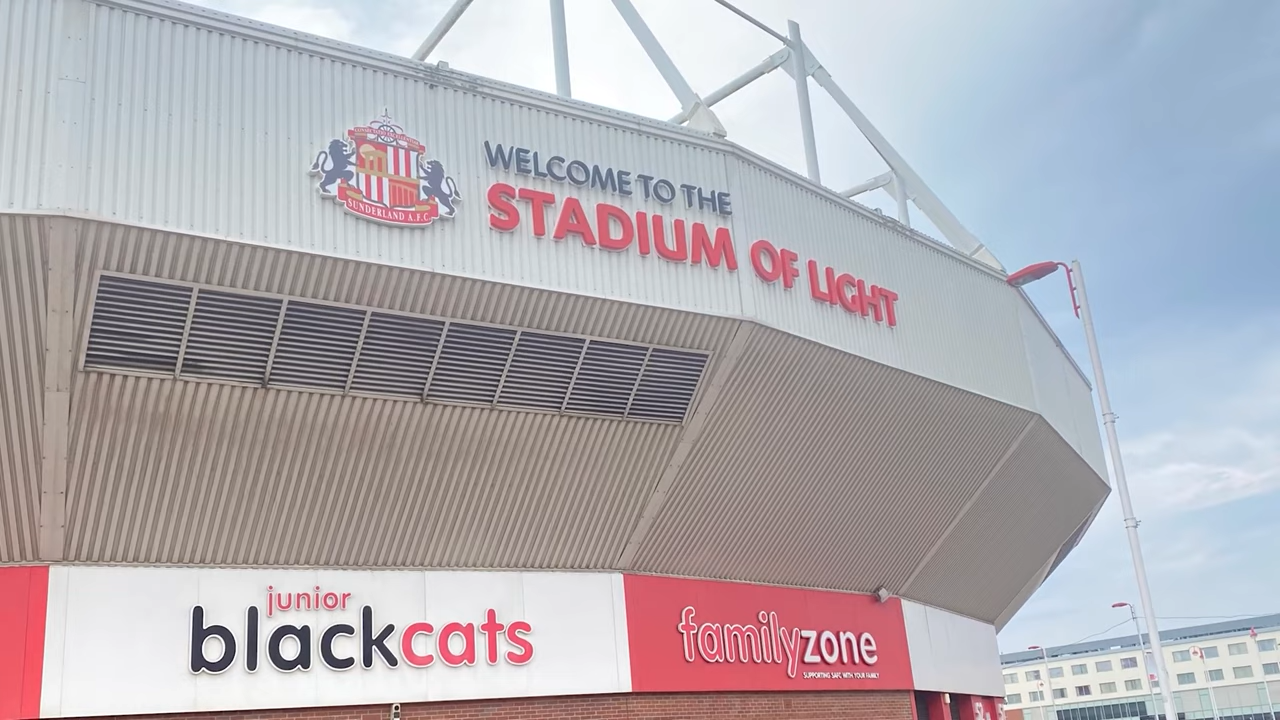 WELCOME TO THE
STADIUM OF LIGHT
SUNDERLAND A.F.C.
junior
blackcats
familyzone
SUPPORTING SAFC WITH YOUR FAMILY